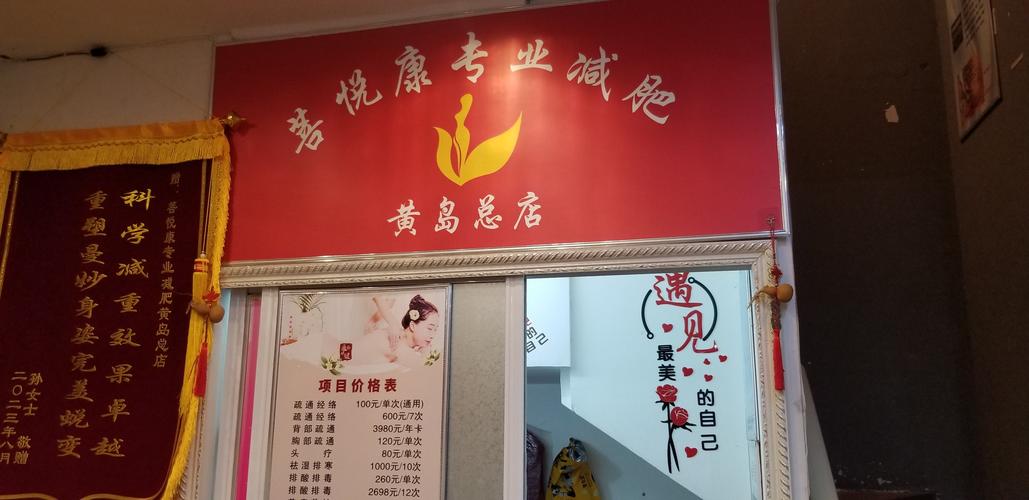 菩悦康专业减肥
黄岛总店
赠：菩悦康专业减肥黄岛总店
科学减重效果卓越
重塑曼妙身姿完美蜕变
孙女士 敬赠
二〇二三年八月
项目价格表
疏通经络 100元/单次(通用)
疏通经络 600元/7次
背部疏通 3980元/年卡
胸部疏通 120元/单次
头疗 80元/单次
祛湿排寒 1000元/10次
排酸排毒 260元/单次
排酸排毒 2698元/12次
的自己
遇见
最美
的自己